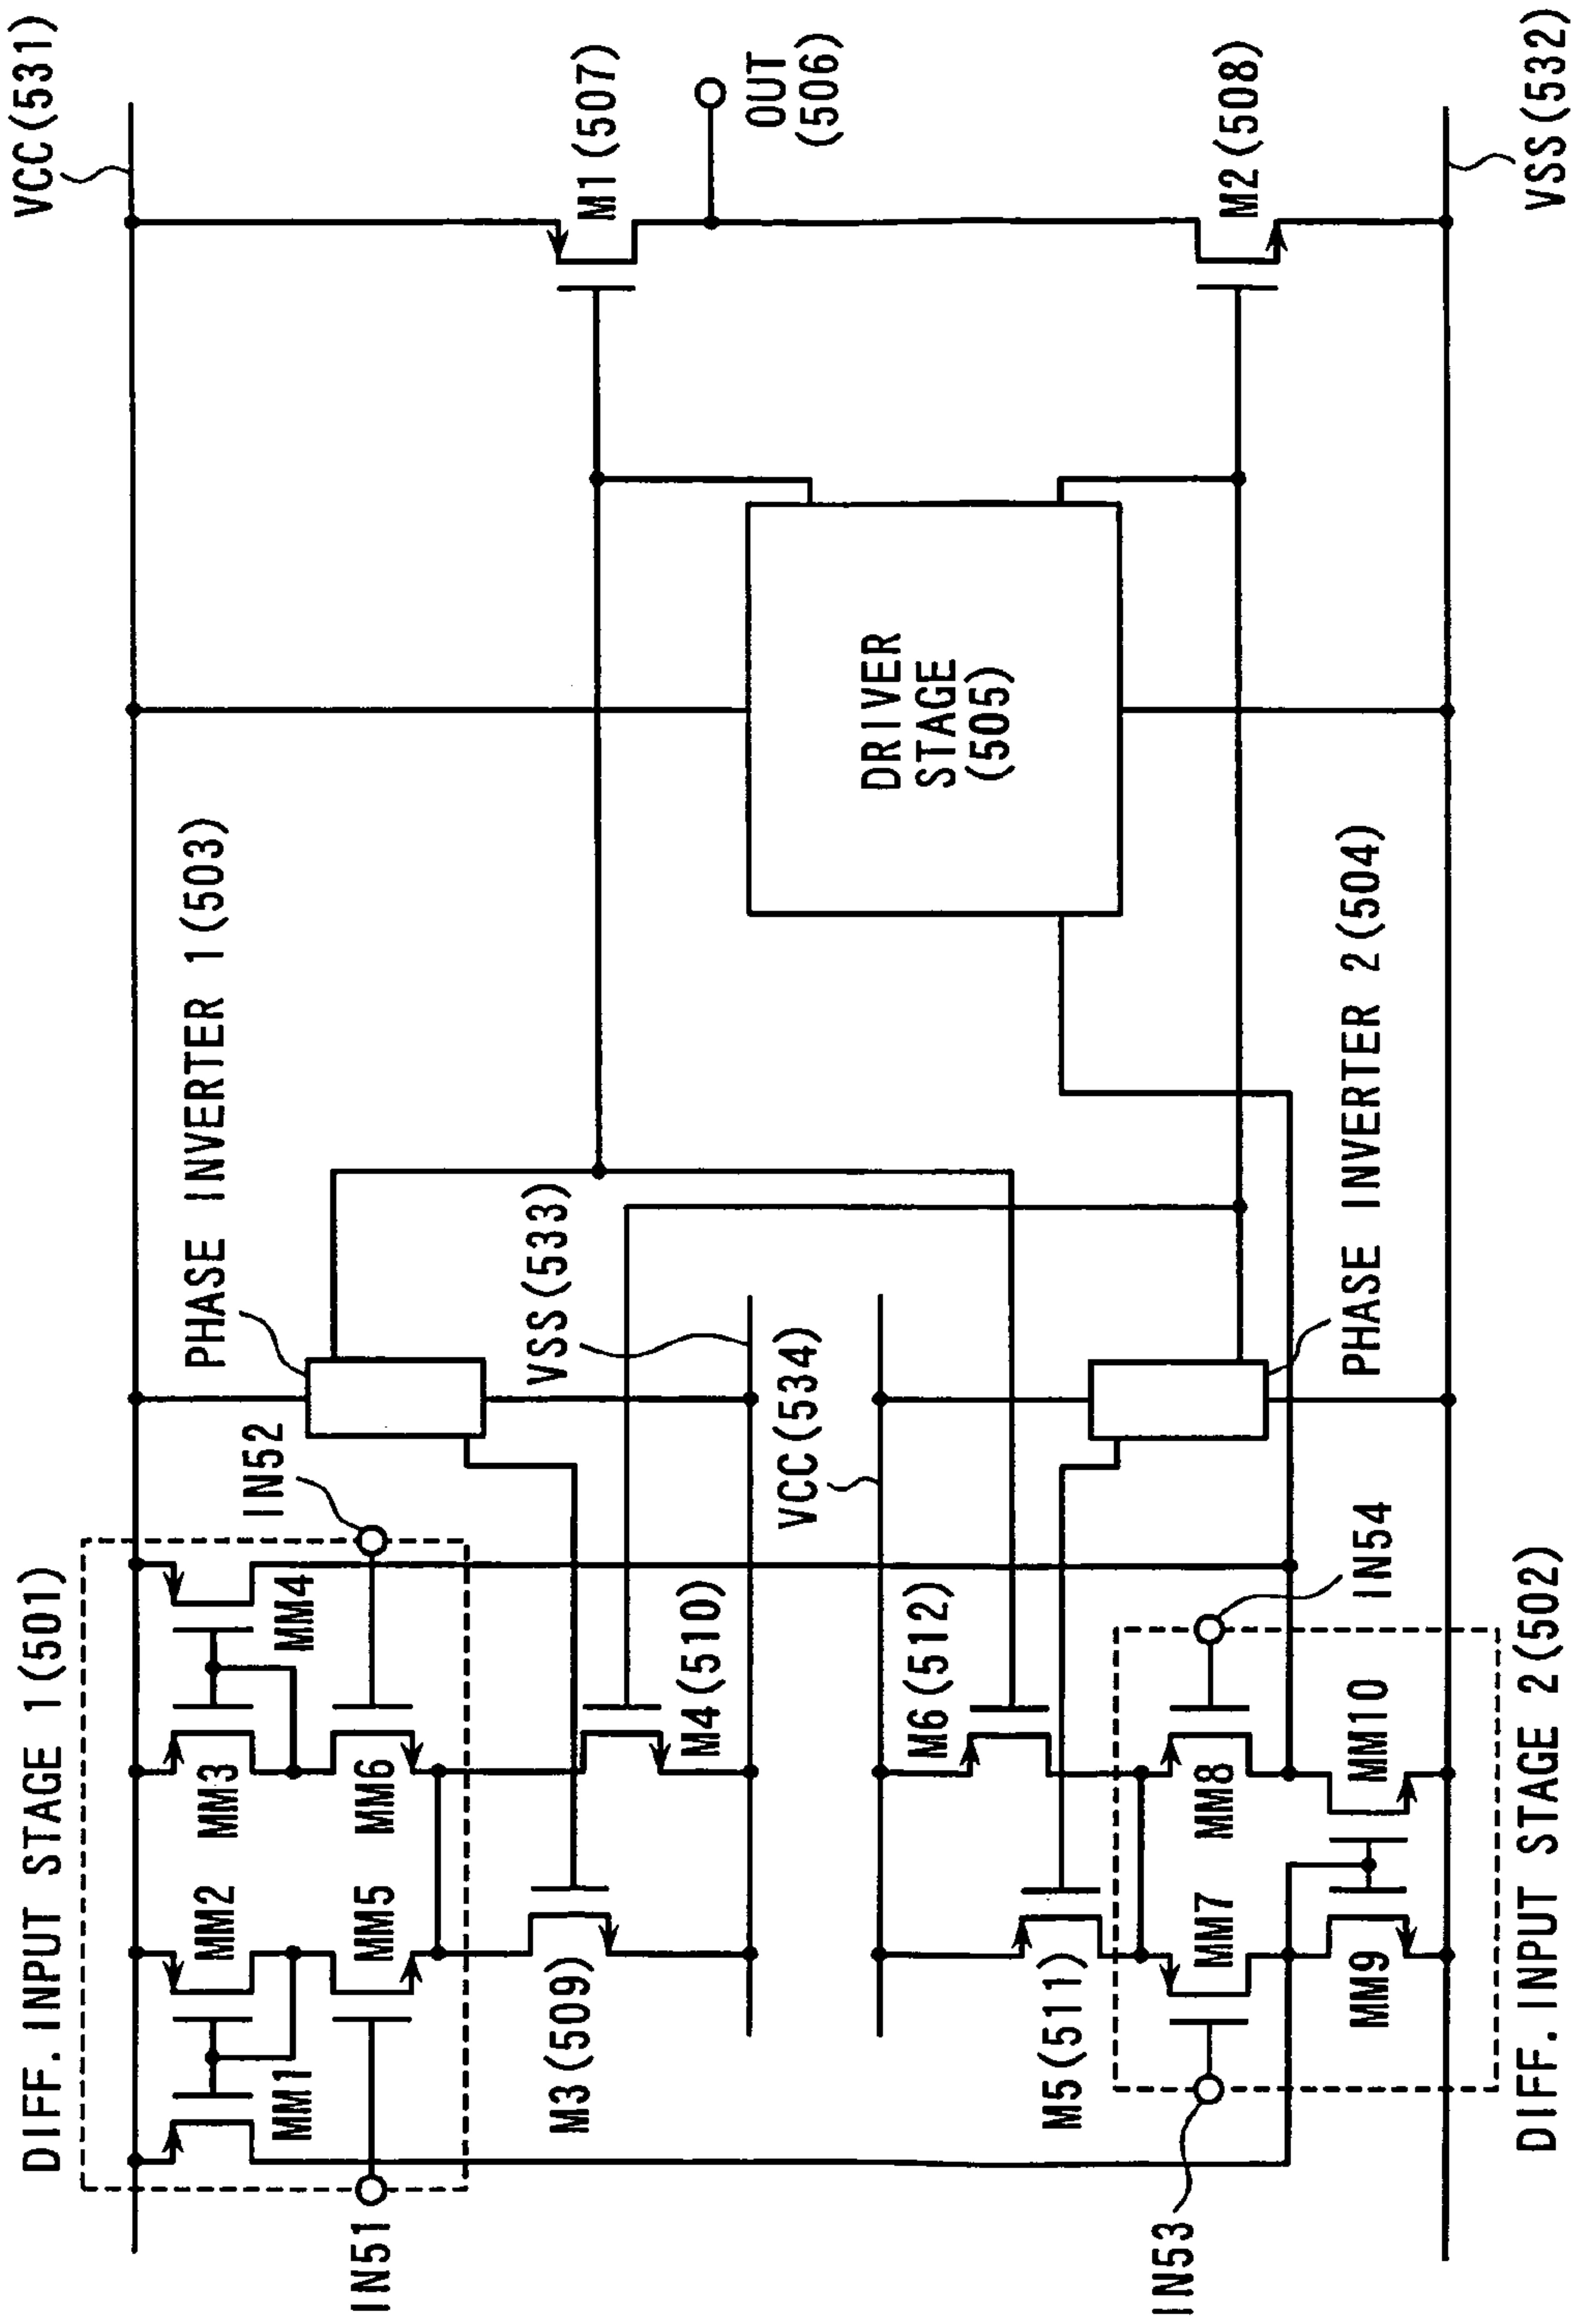 VCC(531)
DIFF. INPUT STAGE 1(501)
PHASE INVERTER 1(503)
IN52
MM1
MM2
MM3
MM4
MM5
MM6
IN51
M1(507)
OUT
(506)
VSS(533)
M3(509)
M4(510)
DRIVER
STAGE
(505)
VCC(534)
M5(511)
M6(512)
IN53
MM7
MM8
IN54
MM9
MM10
M2(508)
PHASE INVERTER 2(504)
DIFF. INPUT STAGE 2(502)
VSS(532)